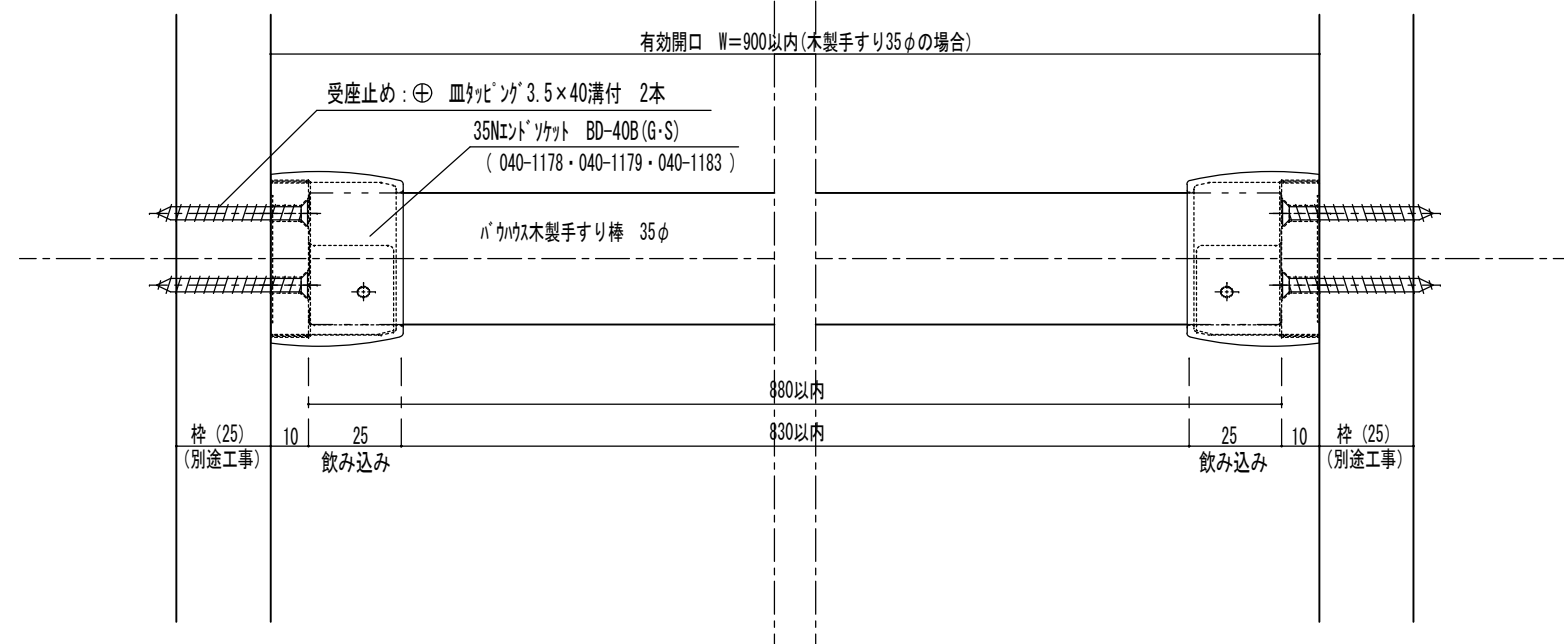 有効開口　W=900以内(木製手すり35φの場合)
受座止め：⊕　皿ﾀｯﾋﾟﾝｸﾞ3.5×40溝付　2本
35Nｴﾝﾄﾞｿｹｯﾄ　BD-40B(G･S)
( 040-1178・040-1179・040-1183 )
ﾊﾞｳﾊｳｽ木製手すり棒　35φ
880以内
枠 (25)　10　25　830以内　25　10　枠 (25)
(別途工事)　飲み込み　飲み込み　(別途工事)